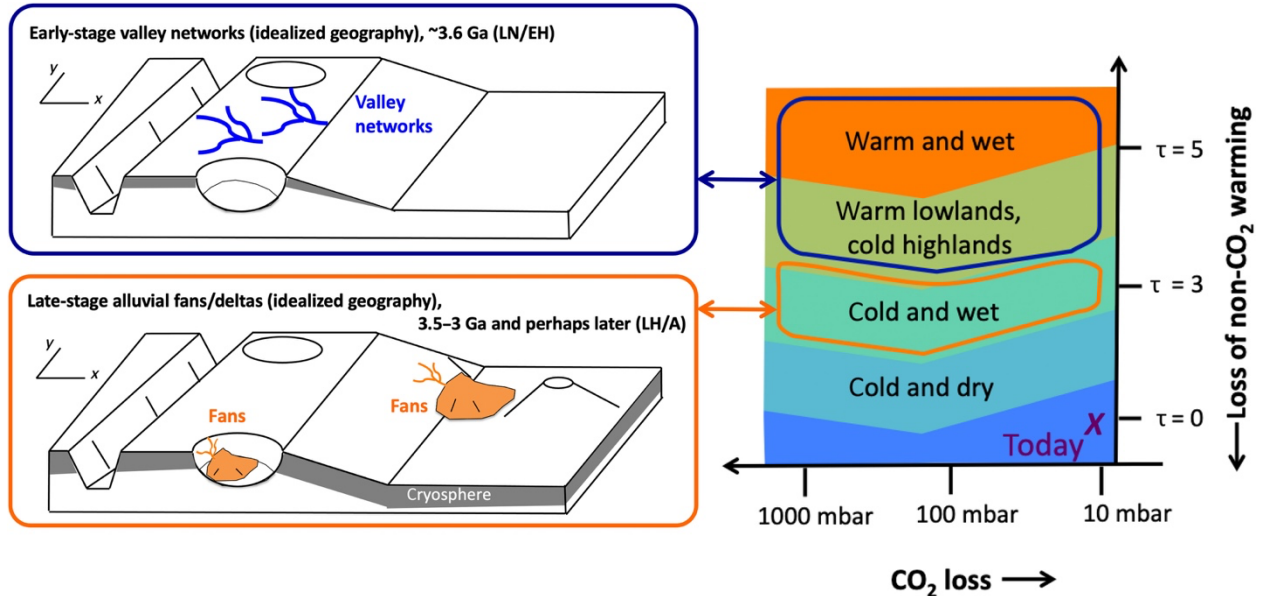 Early-stage valley networks (idealized geography), ~3.6 Ga (LN/EH)
y
x
Valley
networks
Late-stage alluvial fans/deltas (idealized geography),
3.5–3 Ga and perhaps later (LH/A)
y
x
Fans
Fans
Cryosphere
Warm and wet
Warm lowlands,
cold highlands
Cold and wet
Cold and dry
Today X
τ = 5
τ = 3
τ = 0
Loss of non-CO₂ warming
1000 mbar
100 mbar
10 mbar
CO₂ loss